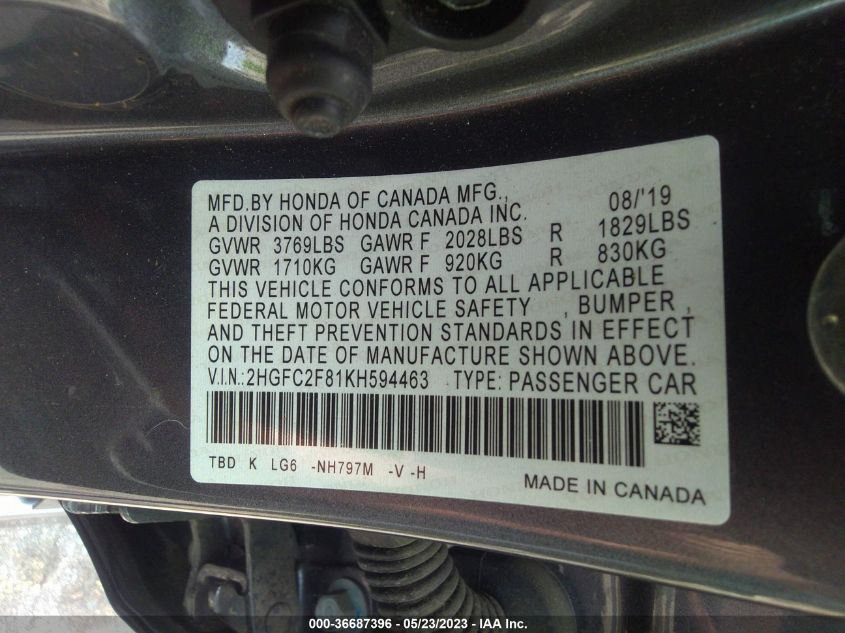 MFD.BY HONDA OF CANADA MFG., 08/'19
A DIVISION OF HONDA CANADA INC.
GVWR 3769LBS GAWR F 2028LBS R 1829LBS
GVWR 1710KG GAWR F 920KG R 830KG
THIS VEHICLE CONFORMS TO ALL APPLICABLE
FEDERAL MOTOR VEHICLE SAFETY , BUMPER ,
AND THEFT PREVENTION STANDARDS IN EFFECT
ON THE DATE OF MANUFACTURE SHOWN ABOVE.
V.I.N.:2HGFC2F81KH594463 TYPE: PASSENGER CAR
TBD K LG6 -NH797M -V -H
MADE IN CANADA
000-36687396 - 05/23/2023 - IAA Inc.